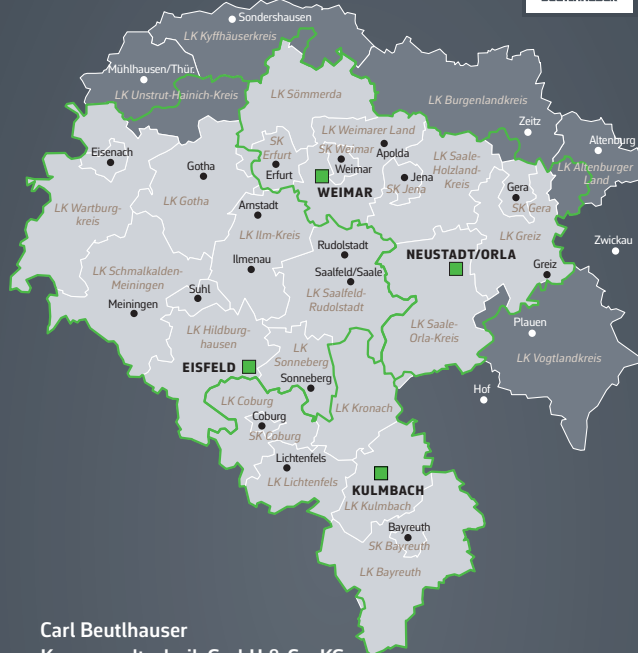 Sondershausen
LK Kyffhäuserkreis
Mühlhausen/Thür.
LK Unstrut-Hainich-Kreis
LK Sömmerda
LK Burgenlandkreis
Zeitz
Altenburg
LK Altenburger
Land
LK Weimarer Land
SK
Erfurt
Erfurt
SK Weimar
Weimar
Apolda
WEIMAR
LK Saale-
Holzland-
Kreis
Jena
SK Jena
Gera
SK Gera
Eisenach
Gotha
LK Gotha
LK Wartburg-
kreis
Arnstadt
LK Ilm-Kreis
Ilmenau
Rudolstadt
Saalfeld/Saale
LK Saalfeld-
Rudolstadt
NEUSTADT/ORLA
LK Greiz
Greiz
Zwickau
LK Schmalkalden-
Meiningen
Meiningen
Suhl
LK Hildburg-
hausen
LK
Sonneberg
Sonneberg
LK Saale-
Orla-Kreis
Plauen
LK Vogtlandkreis
Hof
EISFELD
LK Coburg
Coburg
SK Coburg
LK Kronach
Lichtenfels
LK Lichtenfels
KULMBACH
LK Kulmbach
Bayreuth
SK Bayreuth
LK Bayreuth
Carl Beutlhauser